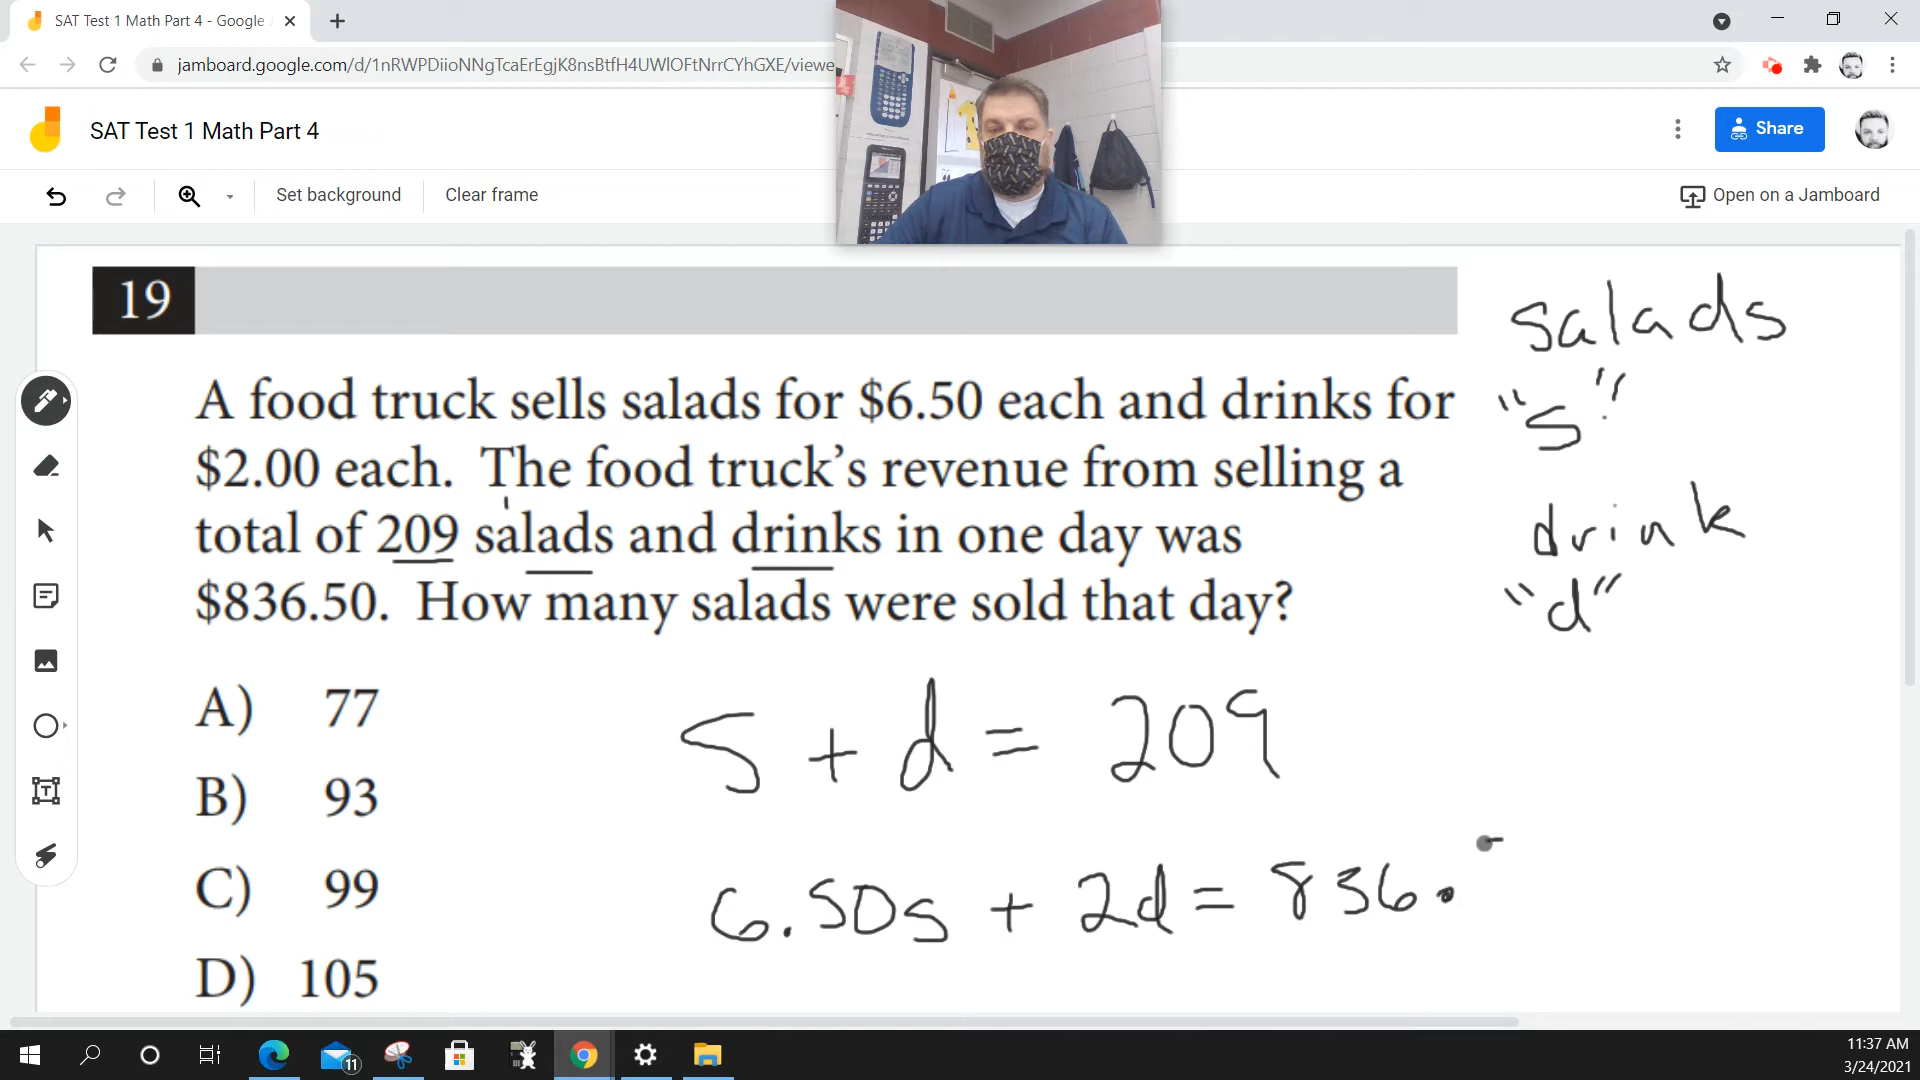 SAT Test 1 Math Part 4 - Google
jamboard.google.com/d/1nRWPDiioNNgTcaErEgjK8nsBtfH4UWlOFtNrrCYhGXE/viewe
SAT Test 1 Math Part 4
Share
Set background
Clear frame
Open on a Jamboard
19
A food truck sells salads for $6.50 each and drinks for
$2.00 each. The food truck's revenue from selling a
total of 209 salads and drinks in one day was
$836.50. How many salads were sold that day?
A) 77
B) 93
C) 99
D) 105
salads
"s"
drink
"d"
s + d = 209
6.50s + 2d = 836.
11
11:37 AM
3/24/2021